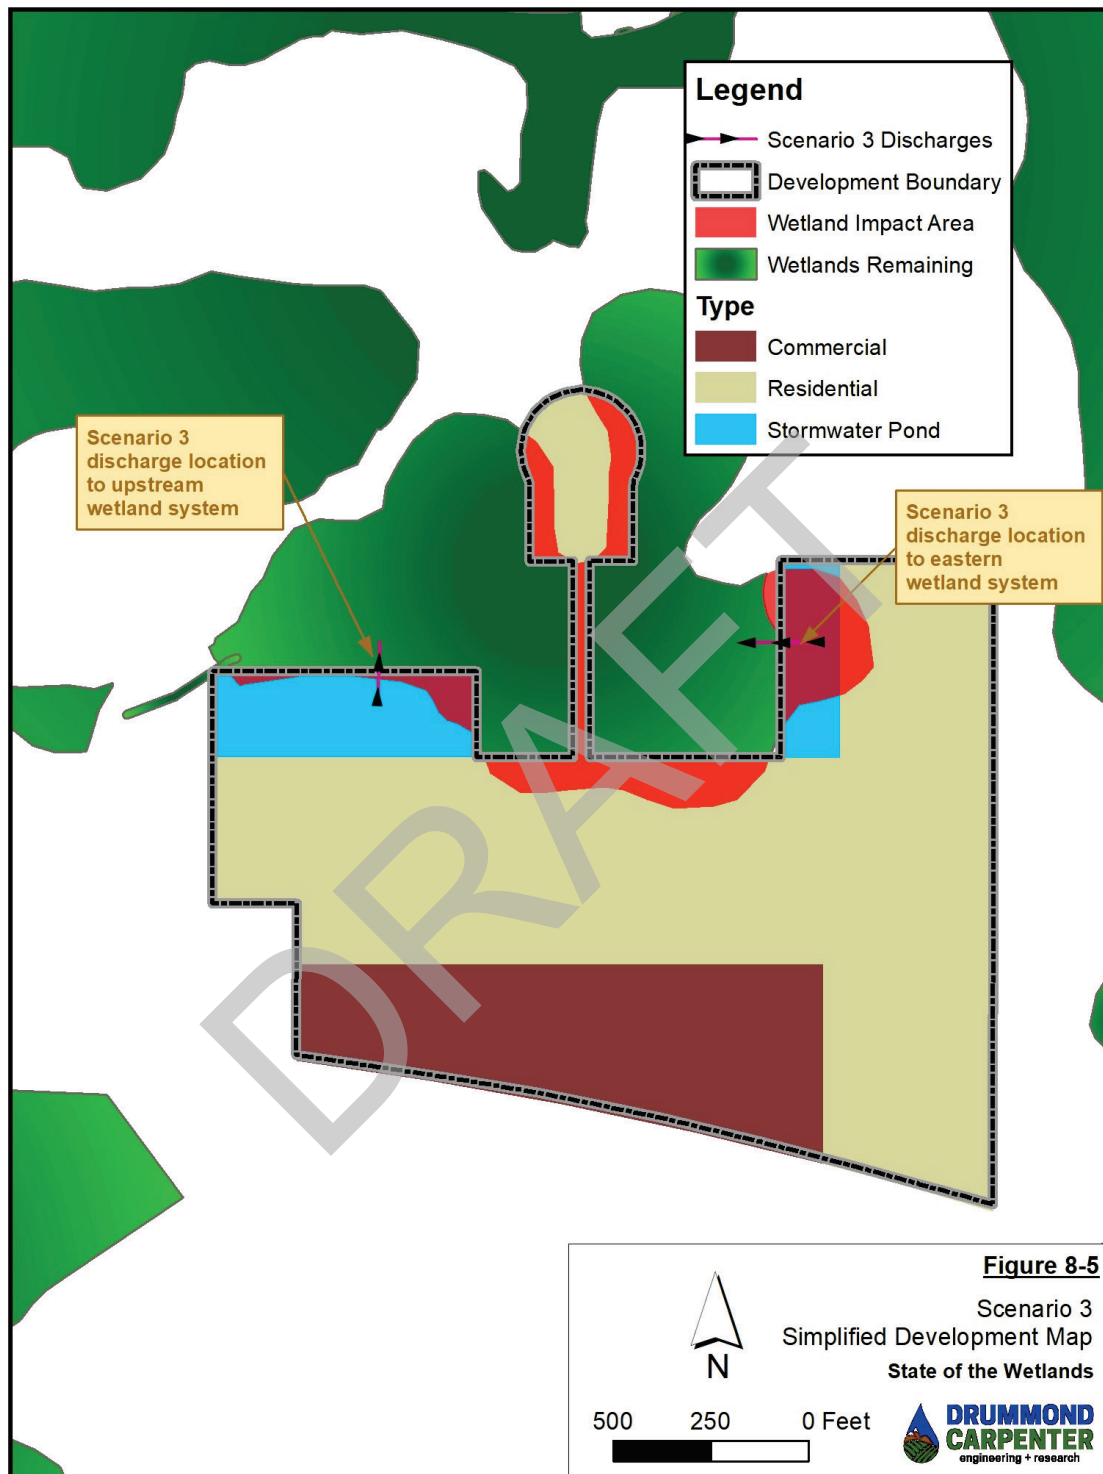 Legend
Scenario 3 Discharges
Development Boundary
Wetland Impact Area
Wetlands Remaining
Type
Commercial
Residential
Stormwater Pond
Scenario 3
discharge location
to upstream
wetland system
Scenario 3
discharge location
to eastern
wetland system
DRAFT
Figure 8-5
Scenario 3
Simplified Development Map
State of the Wetlands
N
500 250 0 Feet
DRUMMOND
CARPENTER
engineering + research